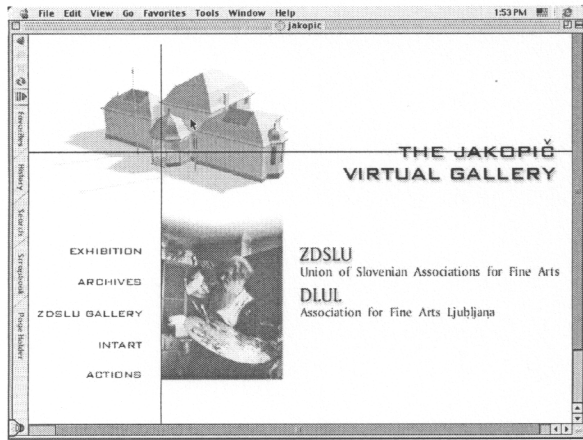 File Edit View Go Favorites Tools Window Help
1:53 PM
jakopic
Favorites
History
Search
Scrapbook
Page Holder
THE JAKOPIČ
VIRTUAL GALLERY
EXHIBITION
ARCHIVES
ZDSLU GALLERY
INTART
ACTIONS
ZDSLU
Union of Slovenian Associations for Fine Arts
DLUL
Association for Fine Arts Ljubljana